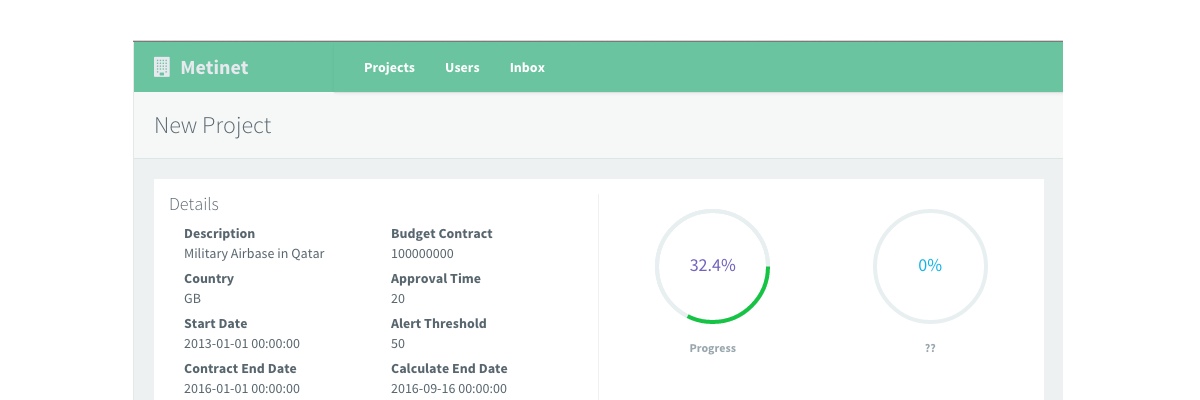 Metinet
Projects Users Inbox
New Project
Details
Description
Military Airbase in Qatar
Country
GB
Start Date
2013-01-01 00:00:00
Contract End Date
2016-01-01 00:00:00
Budget Contract
100000000
Approval Time
20
Alert Threshold
50
Calculate End Date
2016-09-16 00:00:00
32.4%
Progress
0%
??